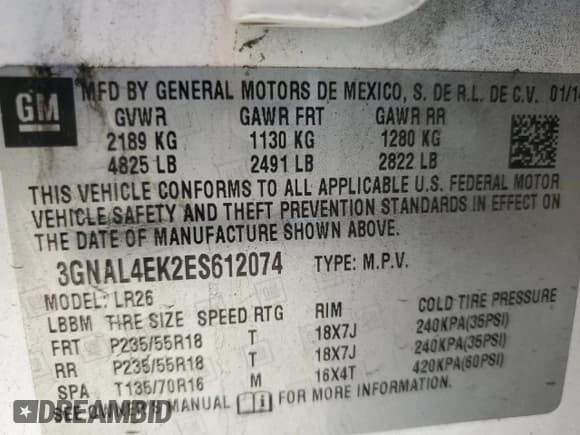 GM
MFD BY GENERAL MOTORS DE MEXICO, S. DE R.L. DE C.V. 01/14
GVWR GAWR FRT GAWR RR
2189 KG 1130 KG 1280 KG
4825 LB 2491 LB 2822 LB
THIS VEHICLE CONFORMS TO ALL APPLICABLE U.S. FEDERAL MOTOR
VEHICLE SAFETY AND THEFT PREVENTION STANDARDS IN EFFECT ON
THE DATE OF MANUFACTURE SHOWN ABOVE.
3GNAL4EK2ES612074 TYPE: M.P.V.
MODEL: LR26
LBBM TIRE SIZE SPEED RTG RIM COLD TIRE PRESSURE
FRT P235/55R18 T 18X7J 240KPA(35PSI)
RR P235/55R18 T 18X7J 240KPA(35PSI)
SPA T135/70R16 M 16X4T 420KPA(60PSI)
SEE OWNER'S MANUAL i FOR MORE INFORMATION.
DREAMBID